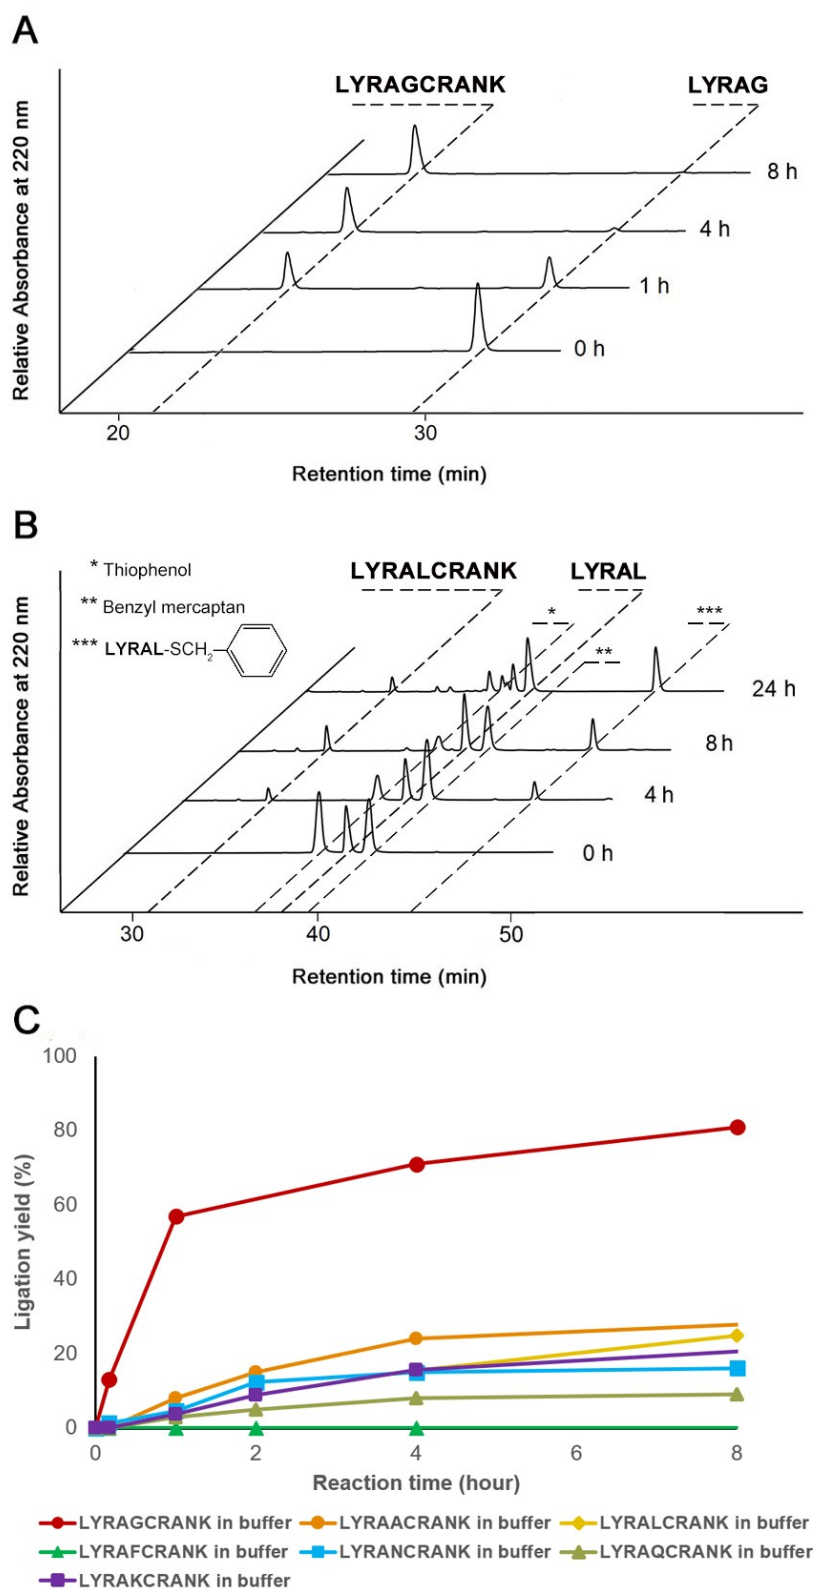 A
Relative Absorbance at 220 nm
LYRAGCRANK LYRAG
8 h
4 h
1 h
0 h
20 30
Retention time (min)
B
Relative Absorbance at 220 nm
* Thiophenol
** Benzyl mercaptan
*** LYRAL-SCH2
LYRALCRANK LYRAL
* ***
**
24 h
8 h
4 h
0 h
30 40 50
Retention time (min)
C
Ligation yield (%)
100
80
60
40
20
0
0 2 4 6 8
Reaction time (hour)
LYRAGCRANK in buffer LYRAACRANK in buffer LYRALCRANK in buffer
LYRAFCRANK in buffer LYRANCRANK in buffer LYRAQCRANK in buffer
LYRAKCRANK in buffer